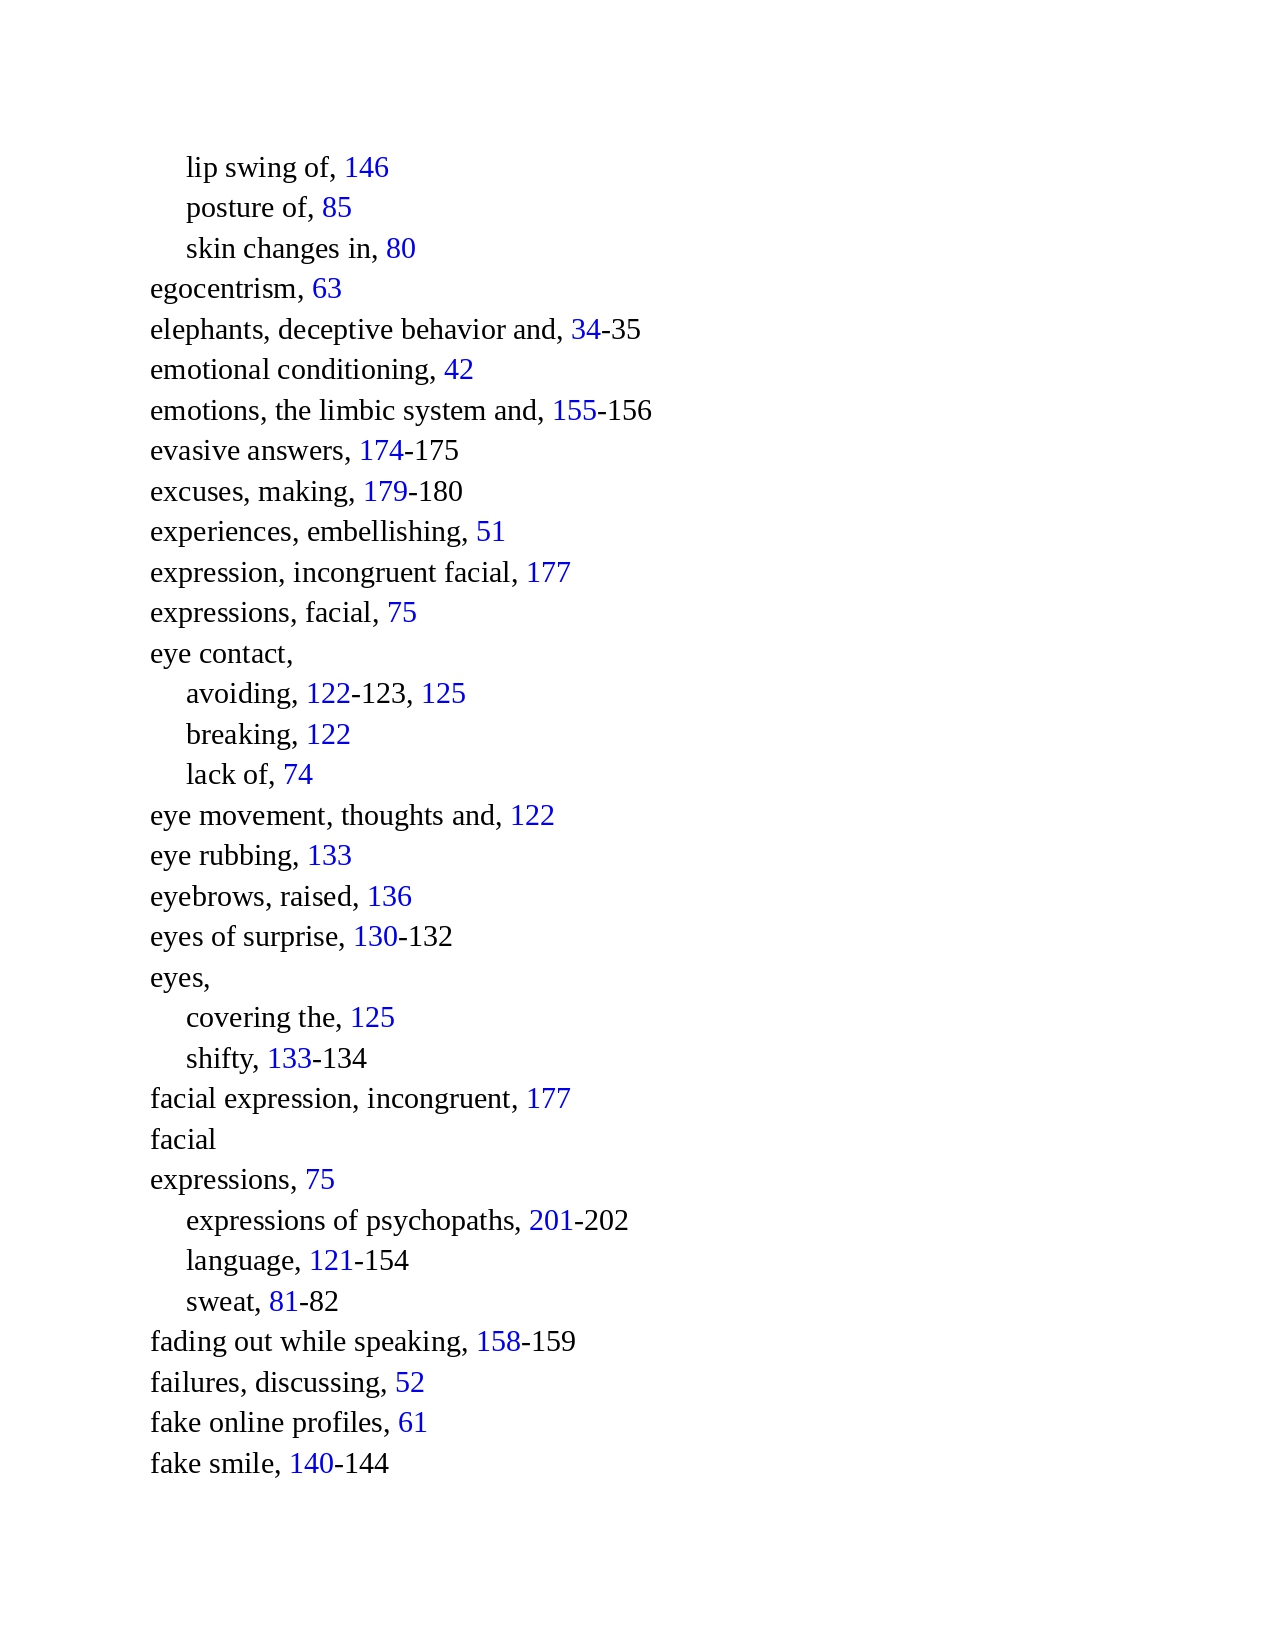 lip swing of, 146
posture of, 85
skin changes in, 80
egocentrism, 63
elephants, deceptive behavior and, 34-35
emotional conditioning, 42
emotions, the limbic system and, 155-156
evasive answers, 174-175
excuses, making, 179-180
experiences, embellishing, 51
expression, incongruent facial, 177
expressions, facial, 75
eye contact,
avoiding, 122-123, 125
breaking, 122
lack of, 74
eye movement, thoughts and, 122
eye rubbing, 133
eyebrows, raised, 136
eyes of surprise, 130-132
eyes,
covering the, 125
shifty, 133-134
facial expression, incongruent, 177
facial
expressions, 75
expressions of psychopaths, 201-202
language, 121-154
sweat, 81-82
fading out while speaking, 158-159
failures, discussing, 52
fake online profiles, 61
fake smile, 140-144